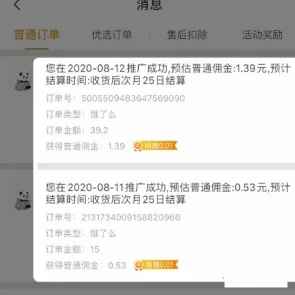 消息
普通订单 优选订单 售后扣除 活动奖励
您在2020-08-12推广成功,预估普通佣金:1.39元,预计
结算时间:收货后次月25日结算
订单号：5005509483647569090
订单类型：饿了么
订单金额：39.2
获得普通佣金：1.39
您在2020-08-11推广成功,预估普通佣金:0.53元,预计
结算时间:收货后次月25日结算
订单号：2131734009158820966
订单类型：饿了么
订单金额：15
获得普通佣金：0.53